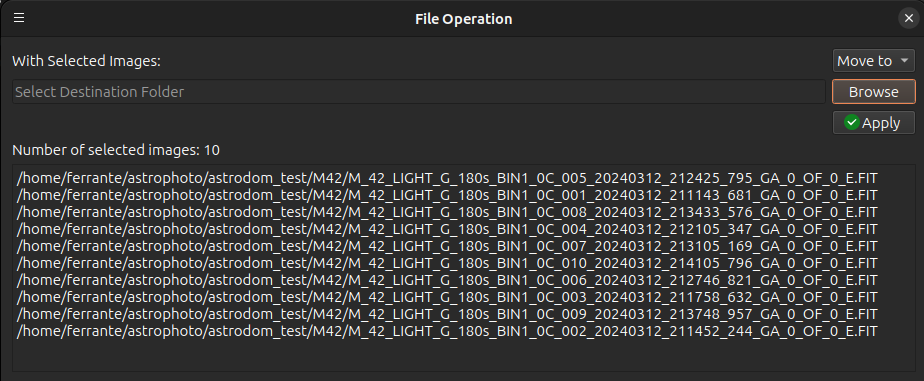 File Operation
With Selected Images:
Move to
Select Destination Folder
Browse
Apply
Number of selected images: 10
/home/ferrante/astrophoto/astrodom_test/M42/M_42_LIGHT_G_180s_BIN1_0C_005_20240312_212425_795_GA_0_OF_0_E.FIT
/home/ferrante/astrophoto/astrodom_test/M42/M_42_LIGHT_G_180s_BIN1_0C_001_20240312_211143_681_GA_0_OF_0_E.FIT
/home/ferrante/astrophoto/astrodom_test/M42/M_42_LIGHT_G_180s_BIN1_0C_008_20240312_213433_576_GA_0_OF_0_E.FIT
/home/ferrante/astrophoto/astrodom_test/M42/M_42_LIGHT_G_180s_BIN1_0C_004_20240312_212105_347_GA_0_OF_0_E.FIT
/home/ferrante/astrophoto/astrodom_test/M42/M_42_LIGHT_G_180s_BIN1_0C_007_20240312_213105_169_GA_0_OF_0_E.FIT
/home/ferrante/astrophoto/astrodom_test/M42/M_42_LIGHT_G_180s_BIN1_0C_010_20240312_214105_796_GA_0_OF_0_E.FIT
/home/ferrante/astrophoto/astrodom_test/M42/M_42_LIGHT_G_180s_BIN1_0C_006_20240312_212746_821_GA_0_OF_0_E.FIT
/home/ferrante/astrophoto/astrodom_test/M42/M_42_LIGHT_G_180s_BIN1_0C_003_20240312_211758_632_GA_0_OF_0_E.FIT
/home/ferrante/astrophoto/astrodom_test/M42/M_42_LIGHT_G_180s_BIN1_0C_009_20240312_213748_957_GA_0_OF_0_E.FIT
/home/ferrante/astrophoto/astrodom_test/M42/M_42_LIGHT_G_180s_BIN1_0C_002_20240312_211452_244_GA_0_OF_0_E.FIT